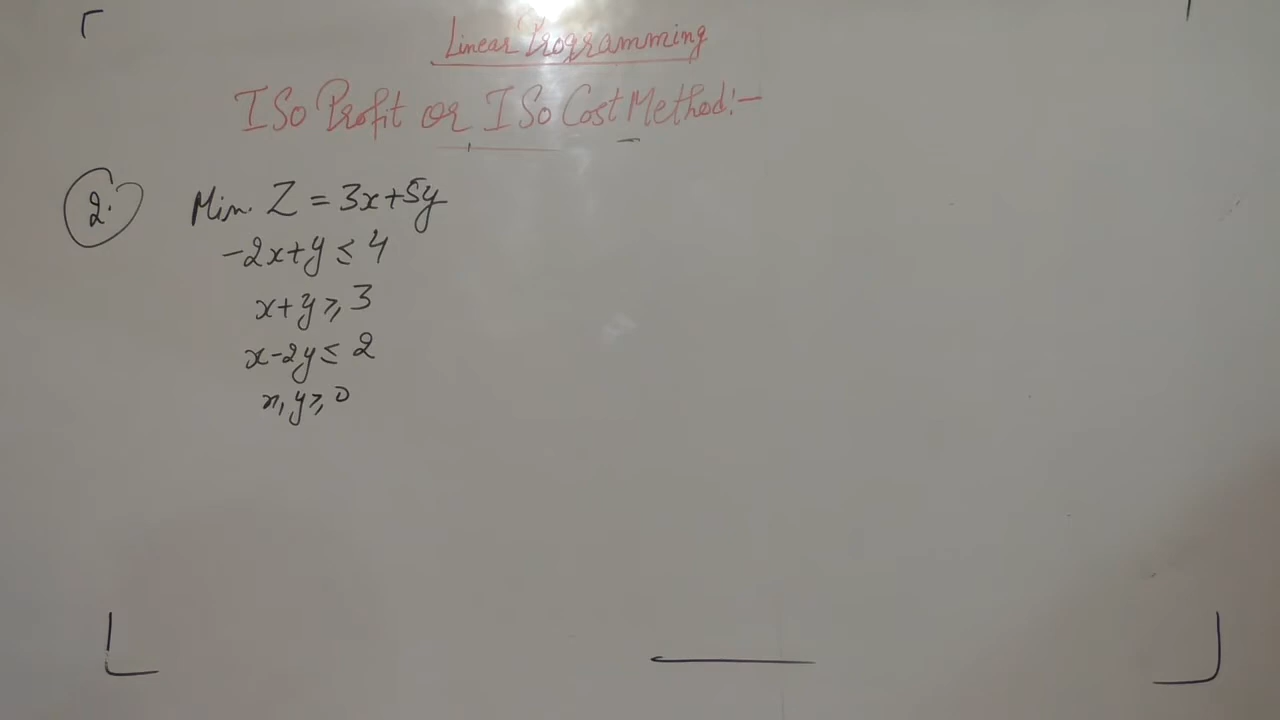 Linear Programming
ISo Profit or ISo Cost Method:-
2.
Min. Z = 3x+5y
-2x+y ≤ 4
x+y ≥ 3
x-2y ≤ 2
x, y ≥ 0